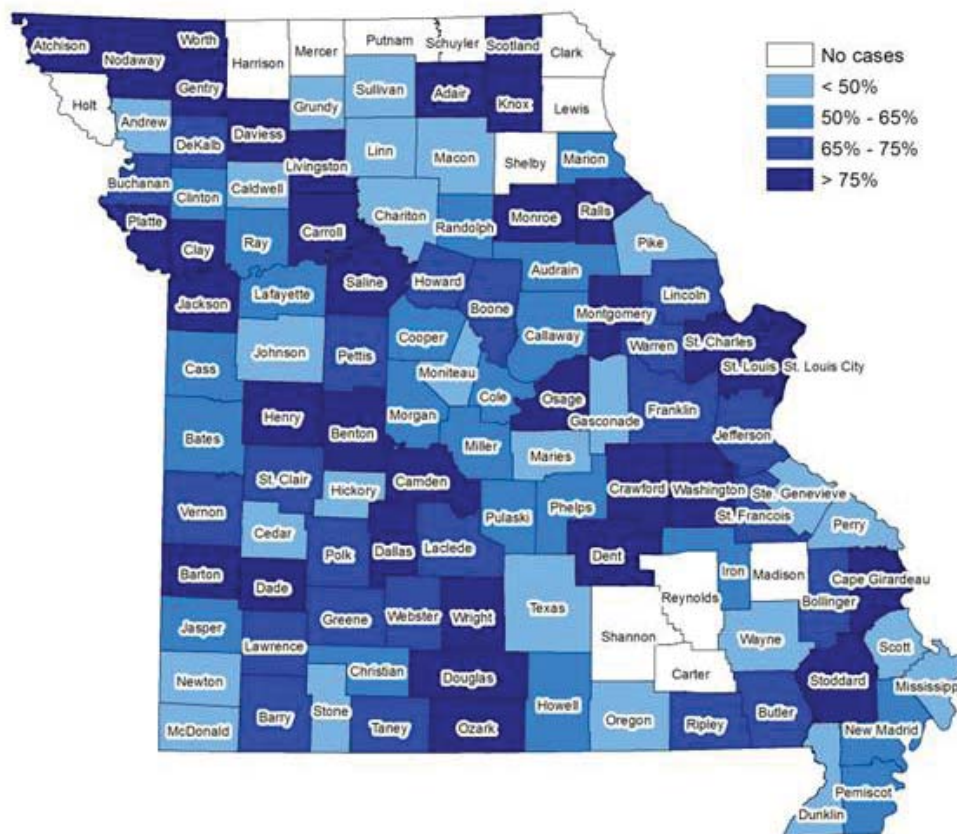 Atchison
Nodaway
Worth
Gentry
Harrison
Mercer
Putnam
Schuyler
Scotland
Clark
No cases
< 50%
50% - 65%
65% - 75%
> 75%
Holt
Andrew
DeKalb
Daviess
Grundy
Sullivan
Adair
Knox
Lewis
Buchanan
Clinton
Caldwell
Livingston
Linn
Macon
Shelby
Marion
Platte
Clay
Ray
Carroll
Chariton
Randolph
Monroe
Ralls
Pike
Jackson
Lafayette
Saline
Howard
Boone
Audrain
Callaway
Montgomery
Lincoln
Warren
St. Charles
St. Louis
St. Louis City
Cass
Johnson
Pettis
Cooper
Moniteau
Cole
Osage
Gasconade
Franklin
Jefferson
Bates
Henry
Benton
Morgan
Miller
Maries
Vernon
St. Clair
Hickory
Camden
Pulaski
Phelps
Crawford
Washington
Ste. Genevieve
St. Francois
Perry
Cedar
Polk
Dallas
Laclede
Dent
Iron
Madison
Cape Girardeau
Bollinger
Reynolds
Barton
Dade
Greene
Webster
Wright
Texas
Shannon
Wayne
Scott
Jasper
Lawrence
Christian
Douglas
Carter
Stoddard
Mississippi
Newton
Stone
Howell
Oregon
Ripley
Butler
New Madrid
McDonald
Barry
Taney
Ozark
Pemiscot
Dunklin